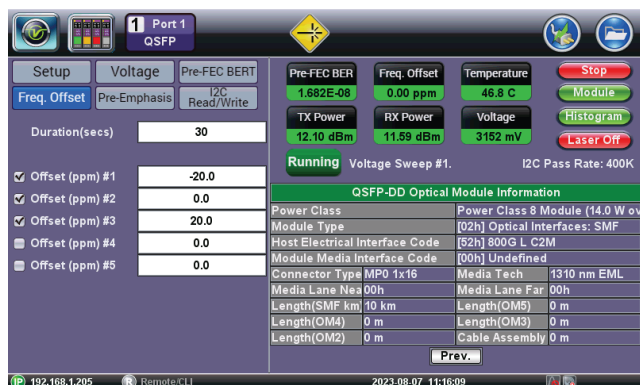 1 Port 1
QSFP
Setup Voltage Pre-FEC BERT
Freq. Offset Pre-Emphasis I2C Read/Write
Duration(secs) 30
Offset (ppm) #1 -20.0
Offset (ppm) #2 0.0
Offset (ppm) #3 20.0
Offset (ppm) #4 0.0
Offset (ppm) #5 0.0
Pre-FEC BER Freq. Offset Temperature Stop
1.682E-08 0.00 ppm 46.8 C Module
TX Power RX Power Voltage Histogram
12.10 dBm 11.59 dBm 3152 mV Laser Off
Running Voltage Sweep #1. I2C Pass Rate: 400K
QSFP-DD Optical Module Information
Power Class Power Class 8 Module (14.0 W ov
Module Type [02h] Optical Interfaces: SMF
Host Electrical Interface Code [52h] 800G L C2M
Module Media Interface Code [00h] Undefined
Connector Type MPO 1x16 Media Tech 1310 nm EML
Media Lane Nea 00h Media Lane Far 00h
Length(SMF km) 10 km Length(OM5) 0 m
Length(OM4) 0 m Length(OM3) 0 m
Length(OM2) 0 m Cable Assembly 0 m
Prev.
IP 192.168.1.205 R Remote/CLI 2023-08-07 11:16:09